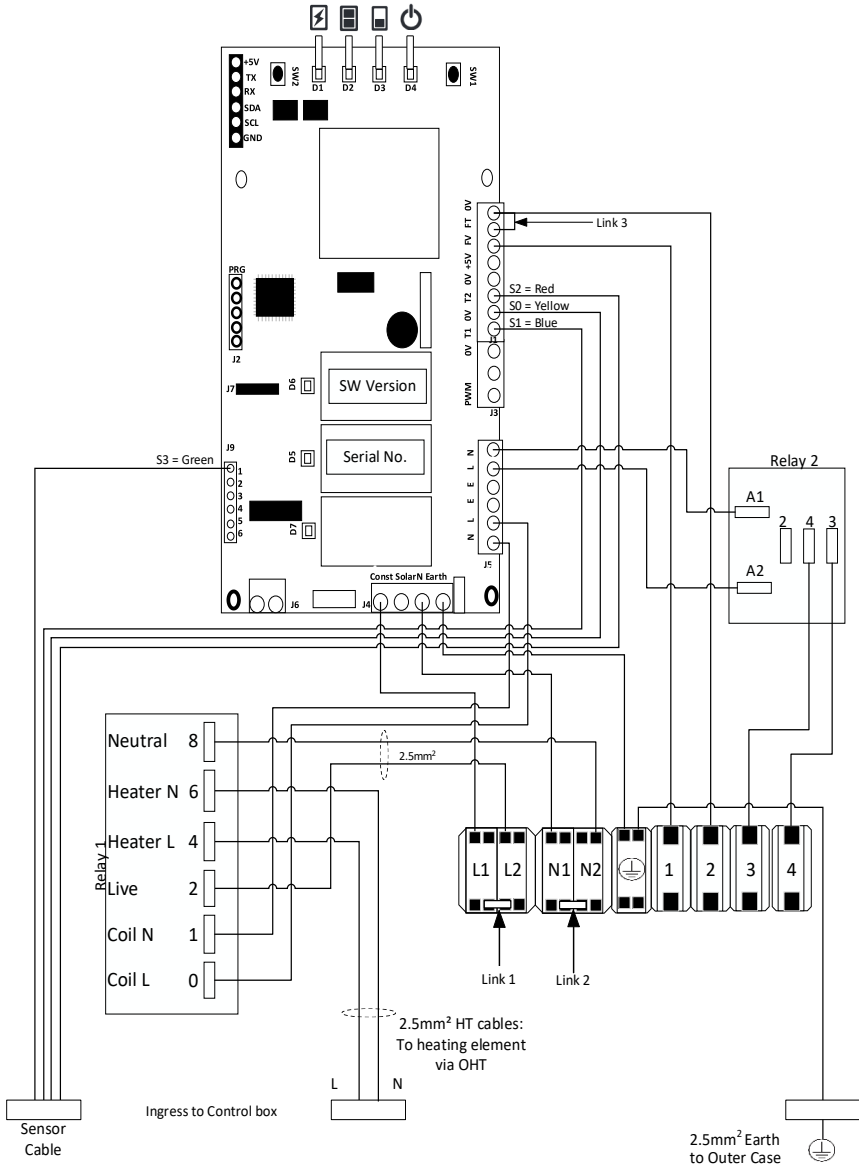 +5V
TX
RX
SDA
SCL
GND
SW2
D1
D2
D3
D4
SW1
0V
FT
PV
+5V
0V
T2
0V
T1
J1
0V
PWM
J3
Link 3
S2 = Red
S0 = Yellow
S1 = Blue
PRG
J2
J7
D6
SW Version
J9
S3 = Green
1
2
3
4
5
6
D5
Serial No.
D7
N
L
E
E
L
N
J5
Const SolarN Earth
J6
J4
Relay 2
A1
2
4
3
A2
Relay 1
Neutral 8
Heater N 6
Heater L 4
Live 2
Coil N 1
Coil L 0
2.5mm²
L1
L2
N1
N2
1
2
3
4
Link 1
Link 2
2.5mm² HT cables:
To heating element
via OHT
L
N
Ingress to Control box
Sensor
Cable
2.5mm² Earth
to Outer Case